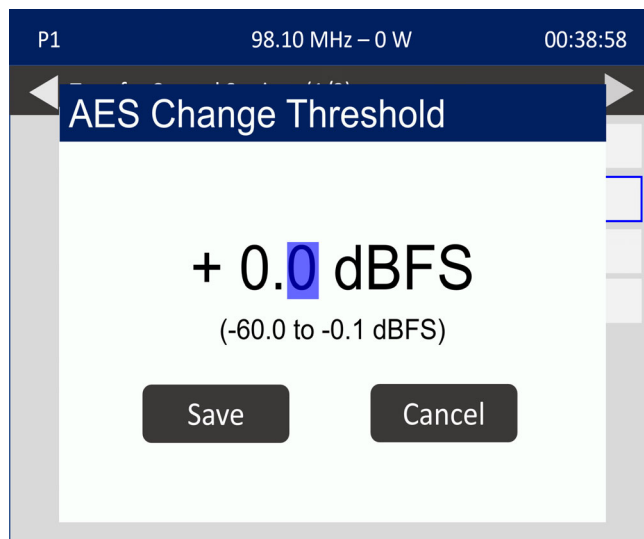 P1 98.10 MHz – 0 W 00:38:58
AES Change Threshold
+ 0.0 dBFS
(-60.0 to -0.1 dBFS)
Save Cancel